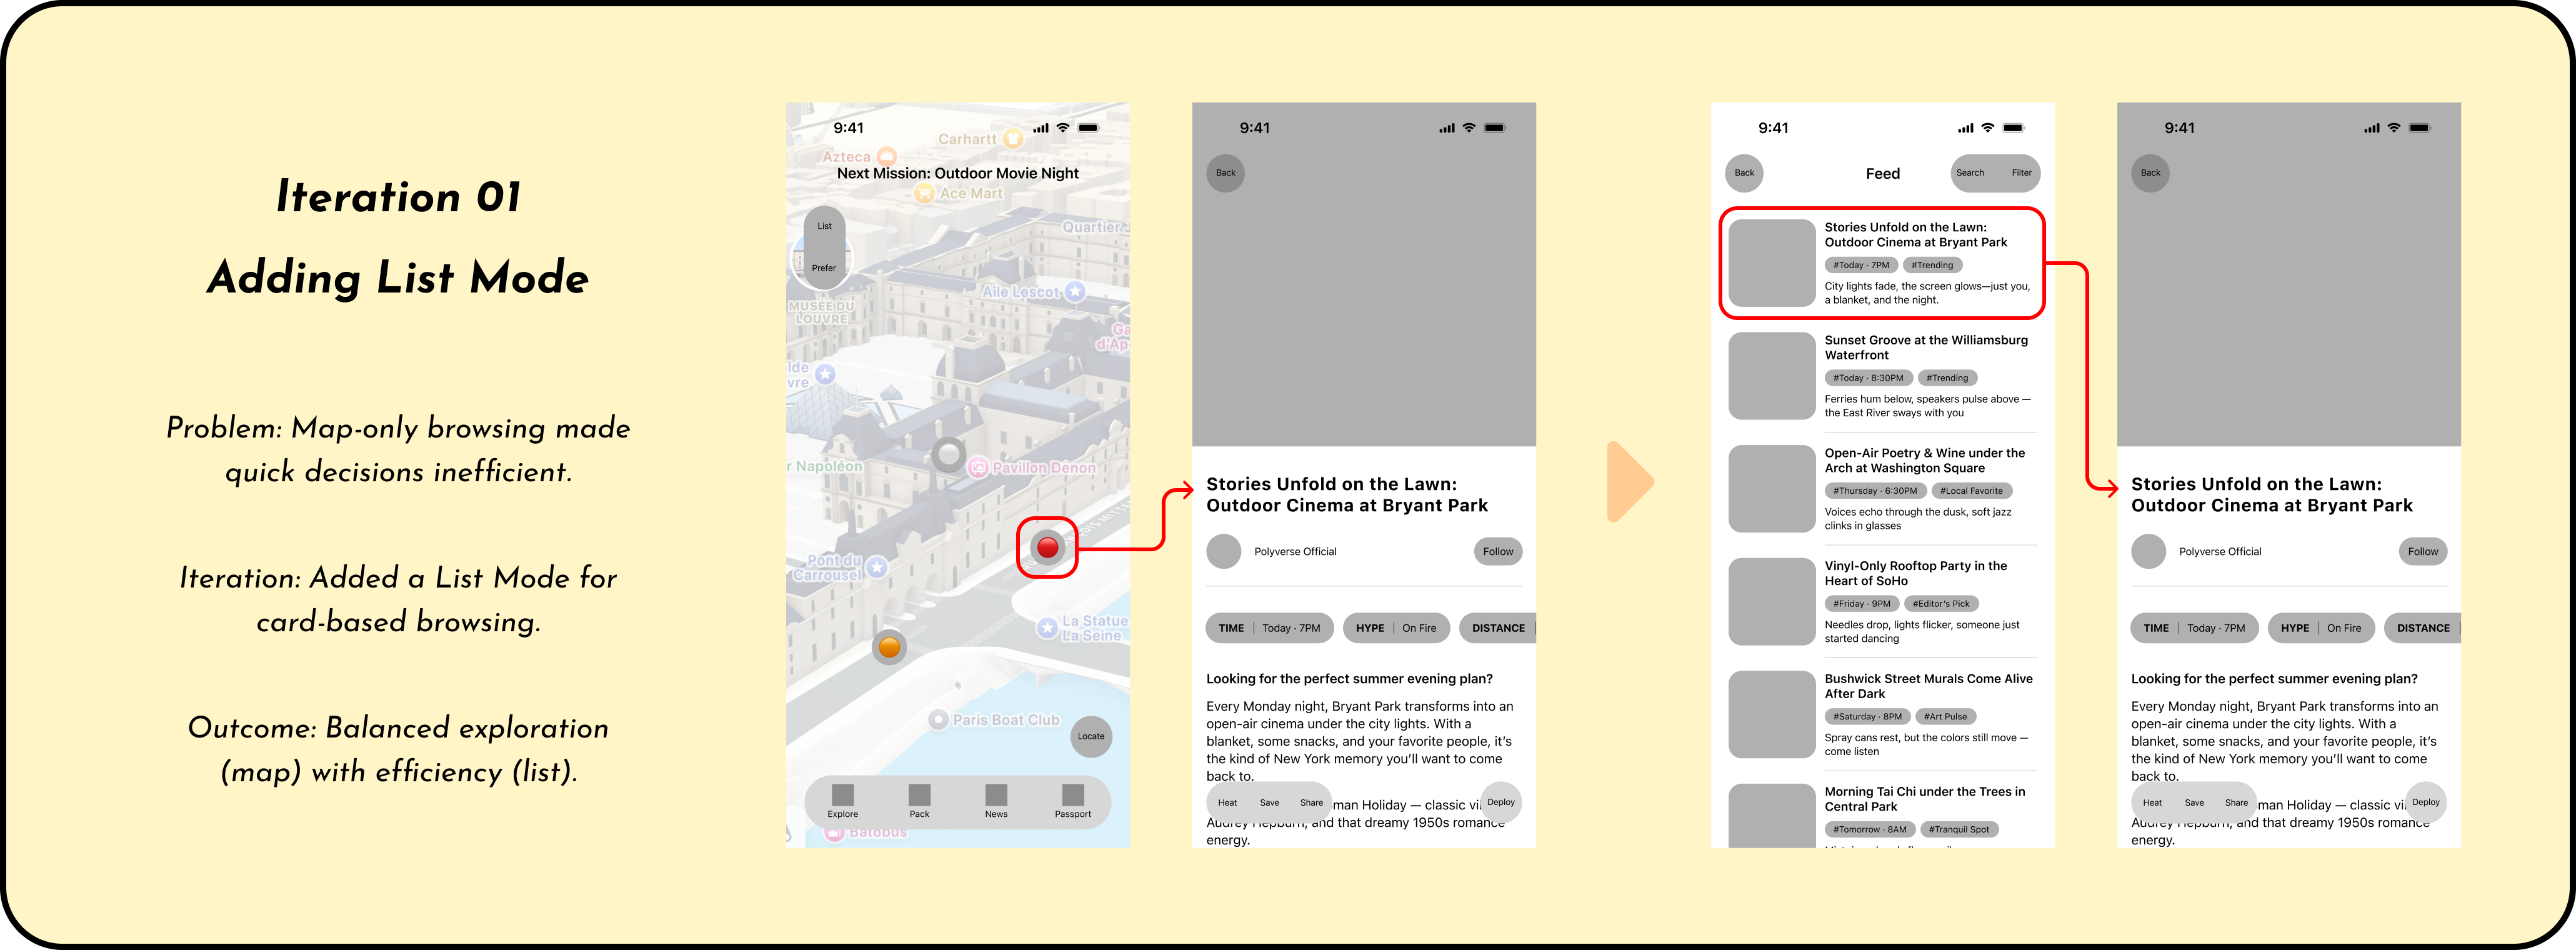 Iteration 01
Adding List Mode
Problem: Map-only browsing made
quick decisions inefficient.
Iteration: Added a List Mode for
card-based browsing.
Outcome: Balanced exploration
(map) with efficiency (list).
9:41
Carhartt
Azteca
Next Mission: Outdoor Movie Night
Ace Mart
List
Quartier J
Prefer
Aile Lescot
MUSÉE DU
LOUVRE
Ga
d'Ap
ide
vre
r Napoléon
Pavillon Denon
Pont du
Carrousel
La Statue
La Seine
Paris Boat Club
Locate
Explore
Pack
News
Passport
Batobus
9:41
Back
Stories Unfold on the Lawn:
Outdoor Cinema at Bryant Park
Polyverse Official
Follow
TIME | Today · 7PM
HYPE | On Fire
DISTANCE |
Looking for the perfect summer evening plan?
Every Monday night, Bryant Park transforms into an
open-air cinema under the city lights. With a
blanket, some snacks, and your favorite people, it's
the kind of New York memory you'll want to come
back to.
Heat Save Share
man Holiday — classic vi
Deploy
Audrey Hepburn, and that dreamy 1950s romance
energy.
9:41
Back
Feed
Search Filter
Stories Unfold on the Lawn:
Outdoor Cinema at Bryant Park
#Today · 7PM #Trending
City lights fade, the screen glows—just you,
a blanket, and the night.
Sunset Groove at the Williamsburg
Waterfront
#Today · 8:30PM #Trending
Ferries hum below, speakers pulse above —
the East River sways with you
Open-Air Poetry & Wine under the
Arch at Washington Square
#Thursday · 6:30PM #Local Favorite
Voices echo through the dusk, soft jazz
clinks in glasses
Vinyl-Only Rooftop Party in the
Heart of SoHo
#Friday · 9PM #Editor's Pick
Needles drop, lights flicker, someone just
started dancing
Bushwick Street Murals Come Alive
After Dark
#Saturday · 8PM #Art Pulse
Spray cans rest, but the colors still move —
come listen
Morning Tai Chi under the Trees in
Central Park
#Tomorrow · 8AM #Tranquil Spot
9:41
Back
Stories Unfold on the Lawn:
Outdoor Cinema at Bryant Park
Polyverse Official
Follow
TIME | Today · 7PM
HYPE | On Fire
DISTANCE |
Looking for the perfect summer evening plan?
Every Monday night, Bryant Park transforms into an
open-air cinema under the city lights. With a
blanket, some snacks, and your favorite people, it's
the kind of New York memory you'll want to come
back to.
Heat Save Share
man Holiday — classic vi
Deploy
Audrey Hepburn, and that dreamy 1950s romance
energy.